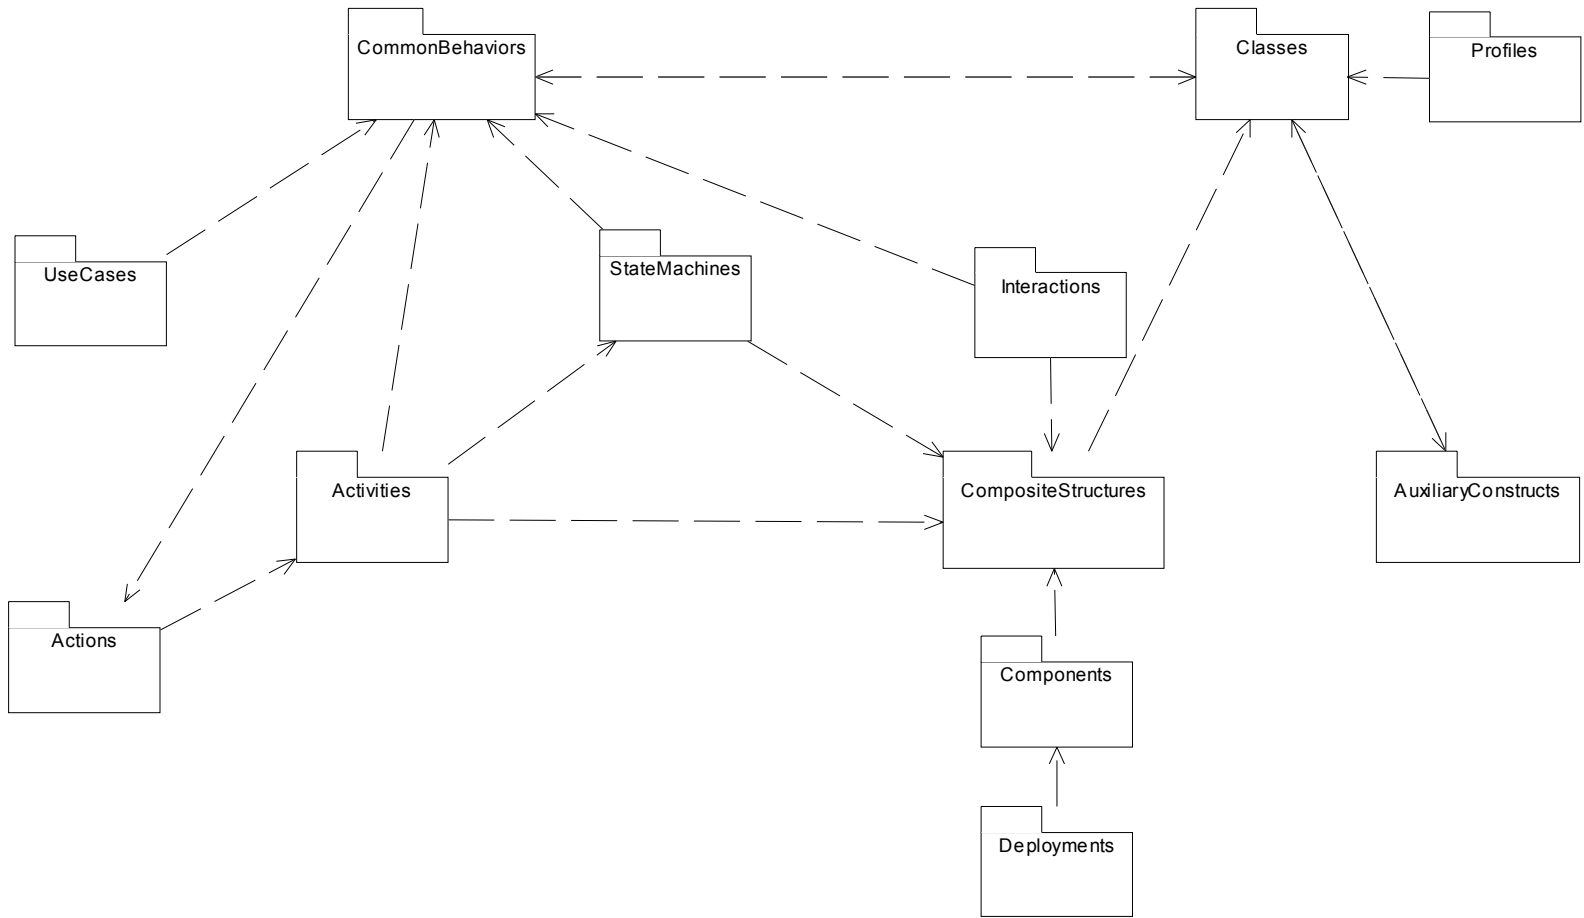 CommonBehaviors
Classes
Profiles
UseCases
StateMachines
Interactions
Activities
CompositeStructures
AuxiliaryConstructs
Actions
Components
Deployments